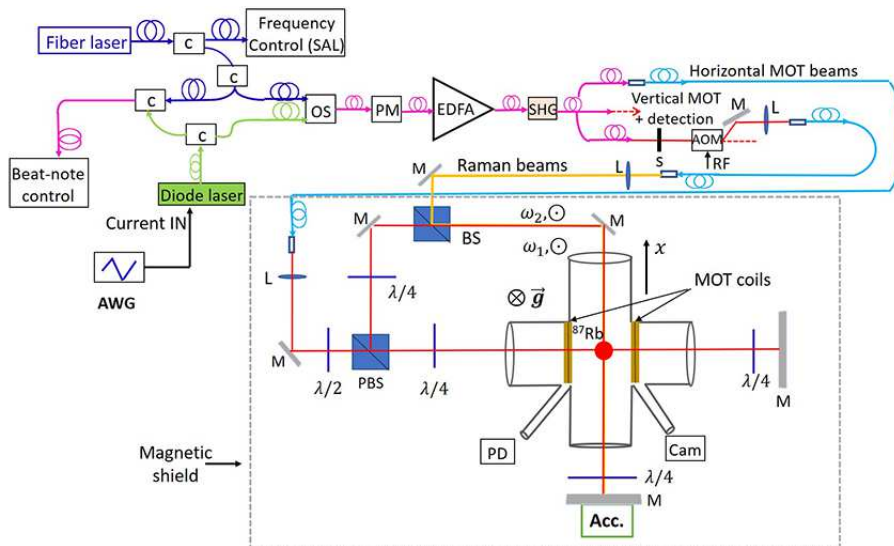 Fiber laser
C
Frequency
Control (SAL)
C
C
OS
PM
EDFA
SHG
Horizontal MOT beams
Vertical MOT
+ detection
M
L
AOM
S
RF
C
Beat-note
control
Diode laser
Current IN
AWG
M
Raman beams
L
M
BS
ω₂,⊙
M
ω₁,⊙
x
L
λ/4
⊗ g⃗
MOT coils
⁸⁷Rb
M
λ/2
PBS
λ/4
λ/4
M
Magnetic
shield
PD
Cam
λ/4
M
Acc.